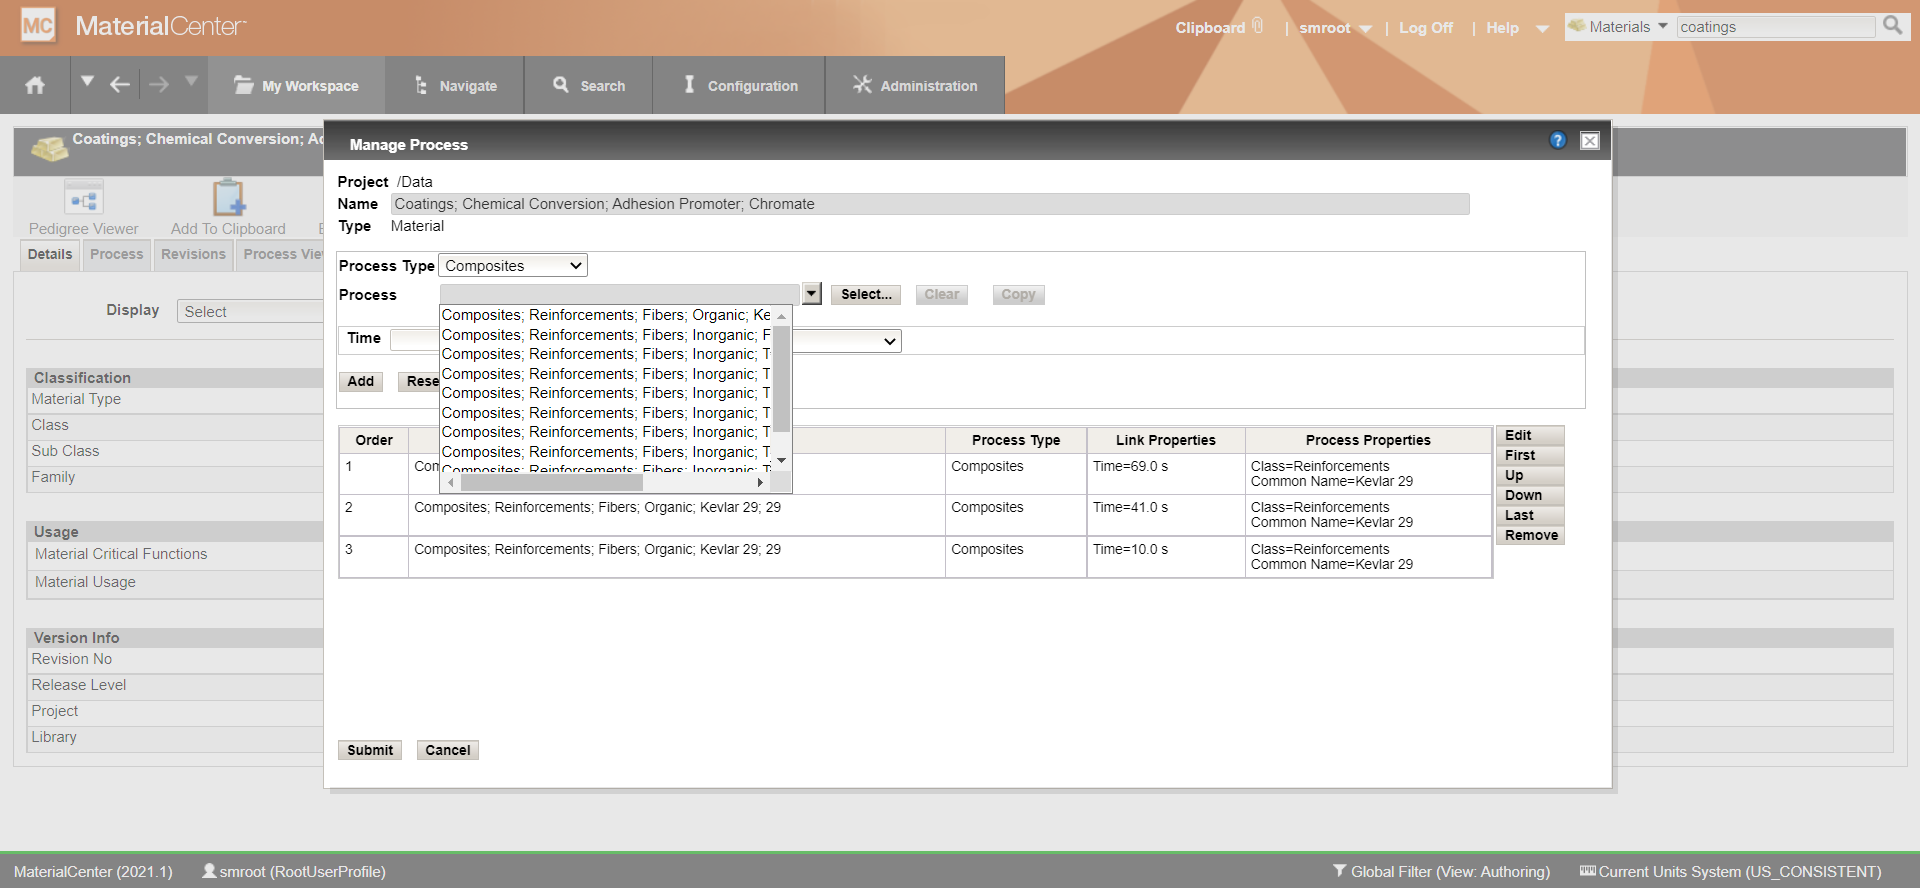 MC MaterialCenter
Clipboard | smroot | Log Off | Help
Materials coatings
My Workspace Navigate Search Configuration Administration
Coatings; Chemical Conversion; Ad
Manage Process
Pedigree Viewer Add To Clipboard
Details Process Revisions Process Vie
Display Select
Classification
Material Type
Class
Sub Class
Family
Usage
Material Critical Functions
Material Usage
Version Info
Revision No
Release Level
Project
Library
Project /Data
Name Coatings; Chemical Conversion; Adhesion Promoter; Chromate
Type Material
Process Type Composites
Process Select... Clear Copy
Composites; Reinforcements; Fibers; Organic; Ke
Composites; Reinforcements; Fibers; Inorganic; F
Composites; Reinforcements; Fibers; Inorganic; T
Composites; Reinforcements; Fibers; Inorganic; T
Composites; Reinforcements; Fibers; Inorganic; T
Composites; Reinforcements; Fibers; Inorganic; T
Composites; Reinforcements; Fibers; Inorganic; T
Composites; Reinforcements; Fibers; Inorganic; T
Composites; Reinforcements; Fibers; Inorganic; T
Time
Add Rese
Order Process Type Link Properties Process Properties
1 Com Composites Time=69.0 s Class=Reinforcements
Common Name=Kevlar 29
2 Composites; Reinforcements; Fibers; Organic; Kevlar 29; 29 Composites Time=41.0 s Class=Reinforcements
Common Name=Kevlar 29
3 Composites; Reinforcements; Fibers; Organic; Kevlar 29; 29 Composites Time=10.0 s Class=Reinforcements
Common Name=Kevlar 29
Edit
First
Up
Down
Last
Remove
Submit Cancel
MaterialCenter (2021.1) smroot (RootUserProfile) Global Filter (View: Authoring) Current Units System (US_CONSISTENT)